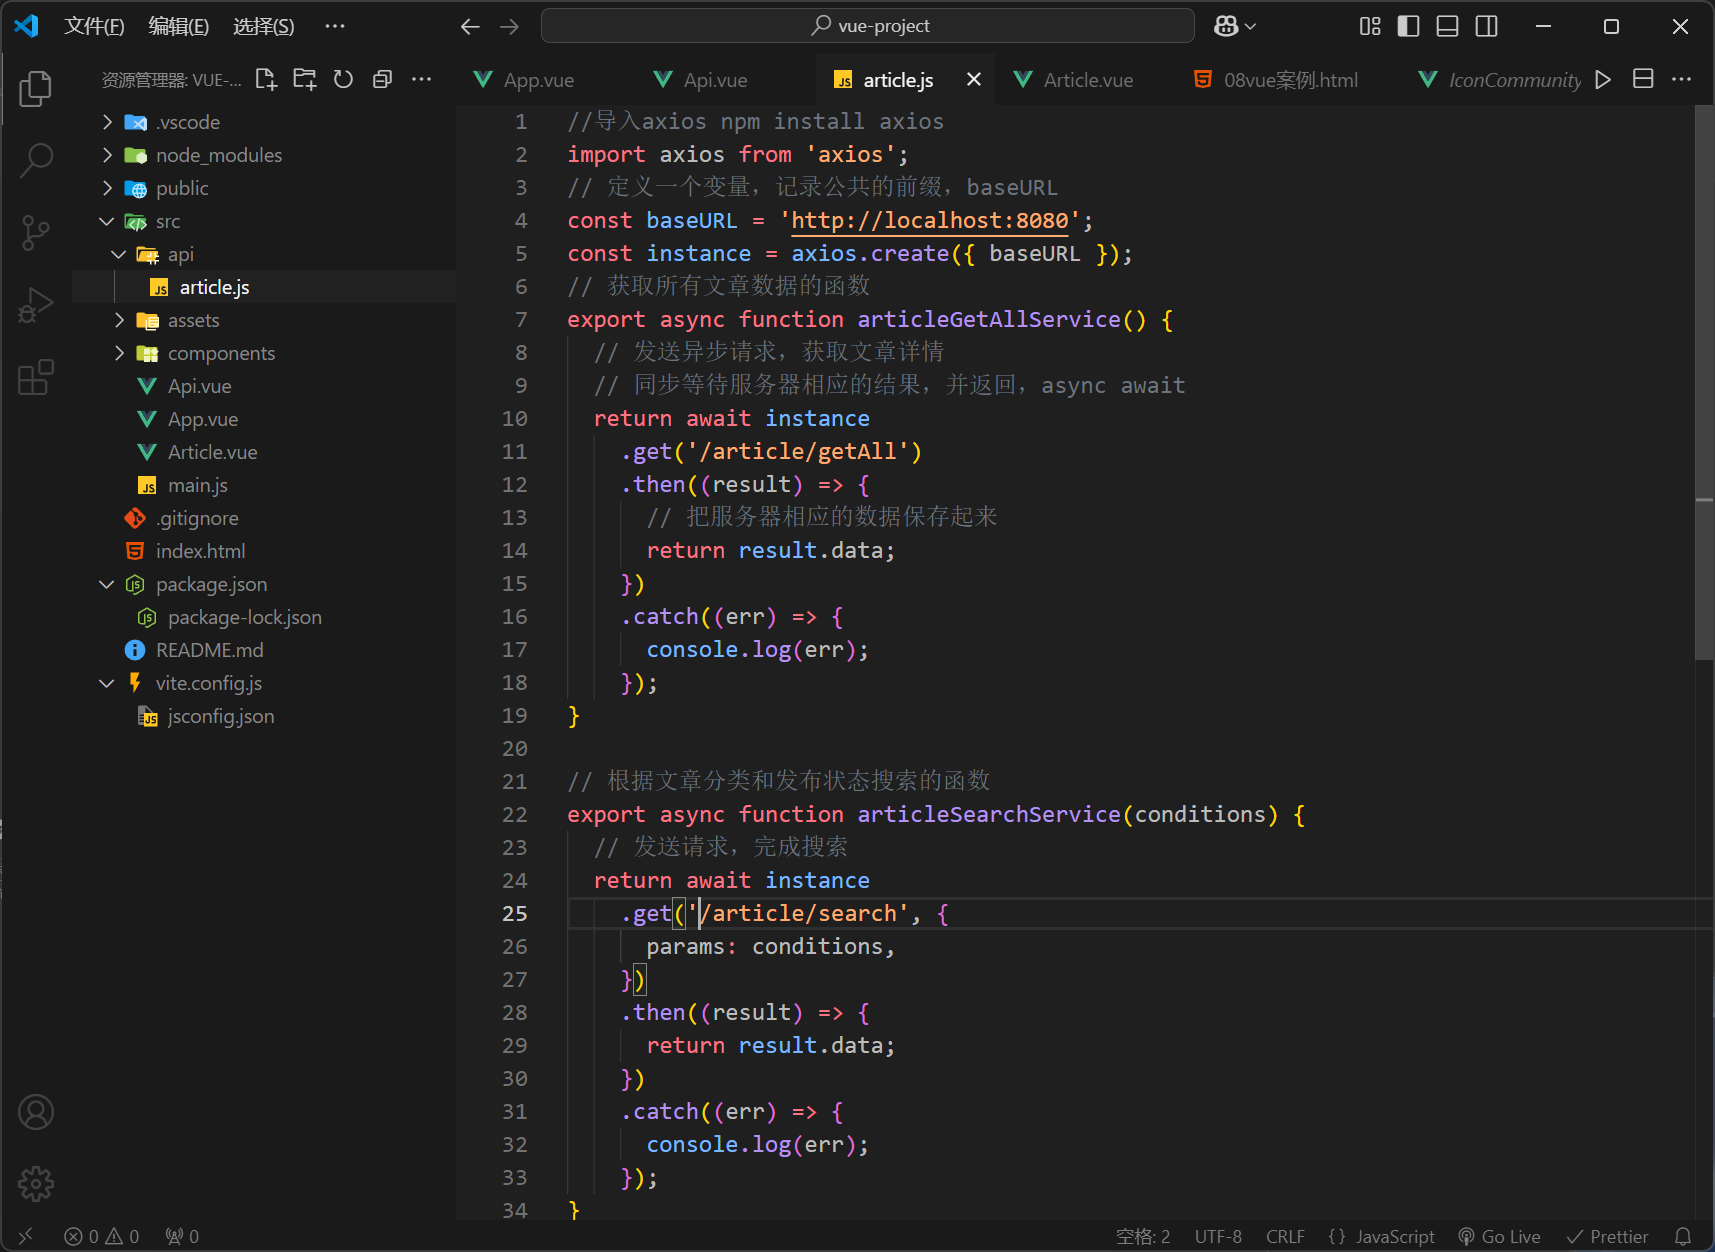 文件(F) 编辑(E) 选择(S) ··· vue-project
资源管理器: VUE-...
App.vue Api.vue article.js Article.vue 08vue案例.html IconCommunity
.vscode
node_modules
public
src
api
article.js
assets
components
Api.vue
App.vue
Article.vue
main.js
.gitignore
index.html
package.json
package-lock.json
README.md
vite.config.js
jsconfig.json
1 //导入axios npm install axios
2 import axios from 'axios';
3 // 定义一个变量，记录公共的前缀，baseURL
4 const baseURL = 'http://localhost:8080';
5 const instance = axios.create({ baseURL });
6 // 获取所有文章数据的函数
7 export async function articleGetAllService() {
8 // 发送异步请求，获取文章详情
9 // 同步等待服务器相应的结果，并返回，async await
10 return await instance
11 .get('/article/getAll')
12 .then((result) => {
13 // 把服务器相应的数据保存起来
14 return result.data;
15 })
16 .catch((err) => {
17 console.log(err);
18 });
19 }
20
21 // 根据文章分类和发布状态搜索的函数
22 export async function articleSearchService(conditions) {
23 // 发送请求，完成搜索
24 return await instance
25 .get('/article/search', {
26 params: conditions,
27 })
28 .then((result) => {
29 return result.data;
30 })
31 .catch((err) => {
32 console.log(err);
33 });
34 }
0 0 0 空格: 2 UTF-8 CRLF {} JavaScript Go Live Prettier